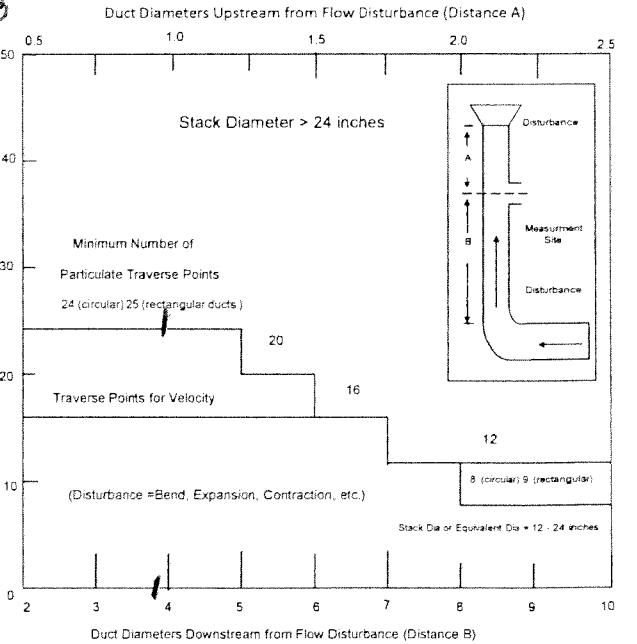 Duct Diameters Upstream from Flow Disturbance (Distance A)
0.5 1.0 1.5 2.0 2.5
50
Stack Diameter > 24 inches
Disturbance
A
40
Measurment
Site
B
Minimum Number of
Particulate Traverse Points
24 (circular) 25 (rectangular ducts)
30
Disturbance
20
20
16
Traverse Points for Velocity
12
10
8 (circular) 9 (rectangular)
(Disturbance =Bend, Expansion, Contraction, etc.)
Stack Dia or Equivalent Dia = 12 - 24 inches
0
2 3 4 5 6 7 8 9 10
Duct Diameters Downstream from Flow Disturbance (Distance B)